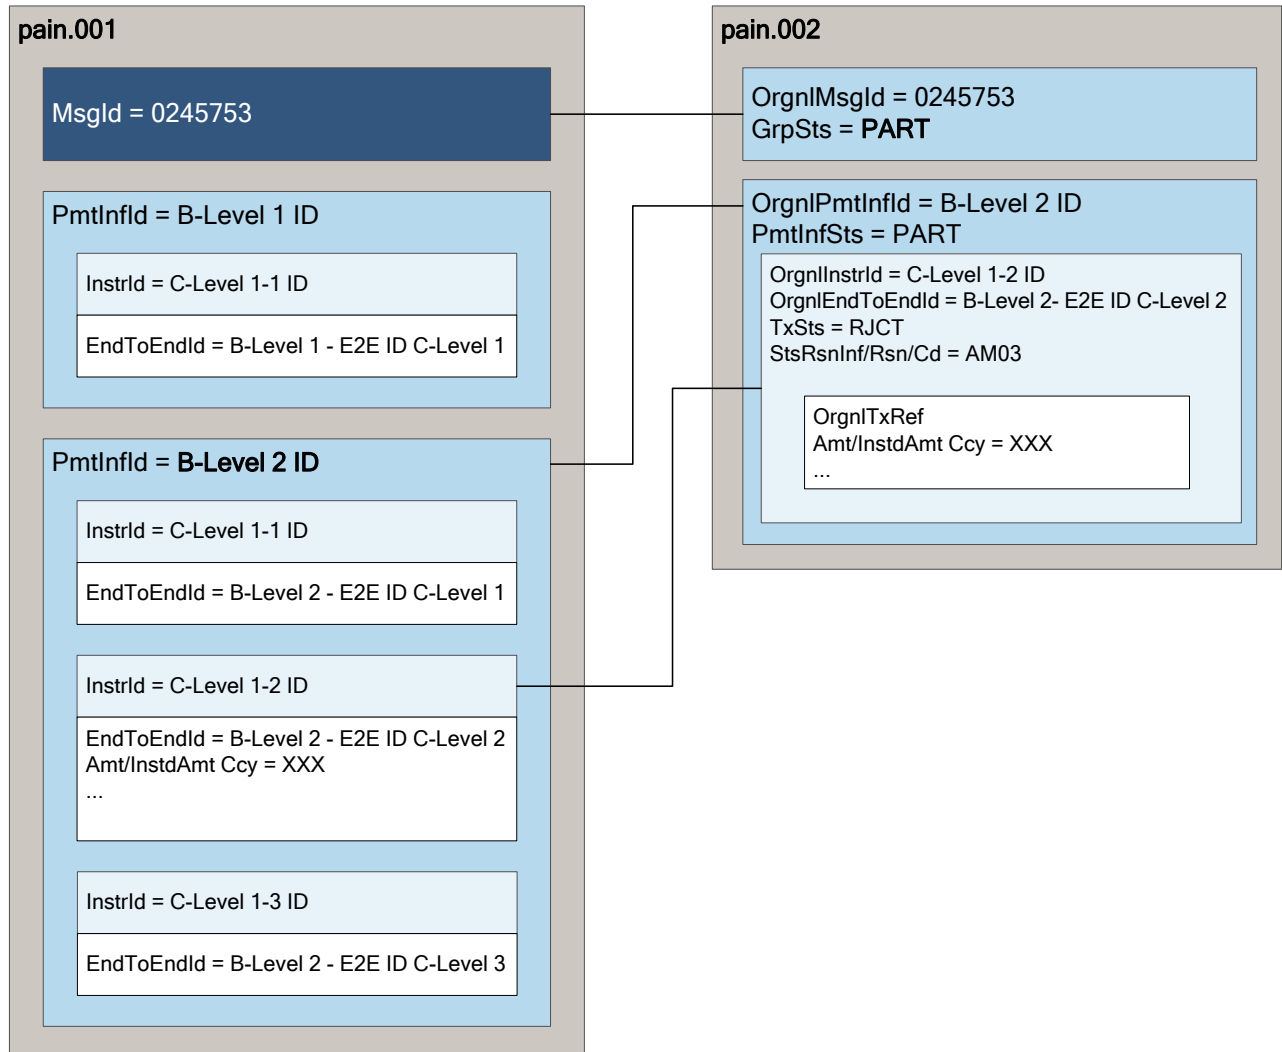 pain.001
MsgId = 0245753
PmtInfId = B-Level 1 ID
InstrId = C-Level 1-1 ID
EndToEndId = B-Level 1 - E2E ID C-Level 1
PmtInfId = B-Level 2 ID
InstrId = C-Level 1-1 ID
EndToEndId = B-Level 2 - E2E ID C-Level 1
InstrId = C-Level 1-2 ID
EndToEndId = B-Level 2 - E2E ID C-Level 2
Amt/InstdAmt Ccy = XXX
...
InstrId = C-Level 1-3 ID
EndToEndId = B-Level 2 - E2E ID C-Level 3
pain.002
OrgnlMsgId = 0245753
GrpSts = PART
OrgnlPmtInfId = B-Level 2 ID
PmtInfSts = PART
OrgnlInstrId = C-Level 1-2 ID
OrgnlEndToEndId = B-Level 2- E2E ID C-Level 2
TxSts = RJCT
StsRsnInf/Rsn/Cd = AM03
OrgnlTxRef
Amt/InstdAmt Ccy = XXX
...